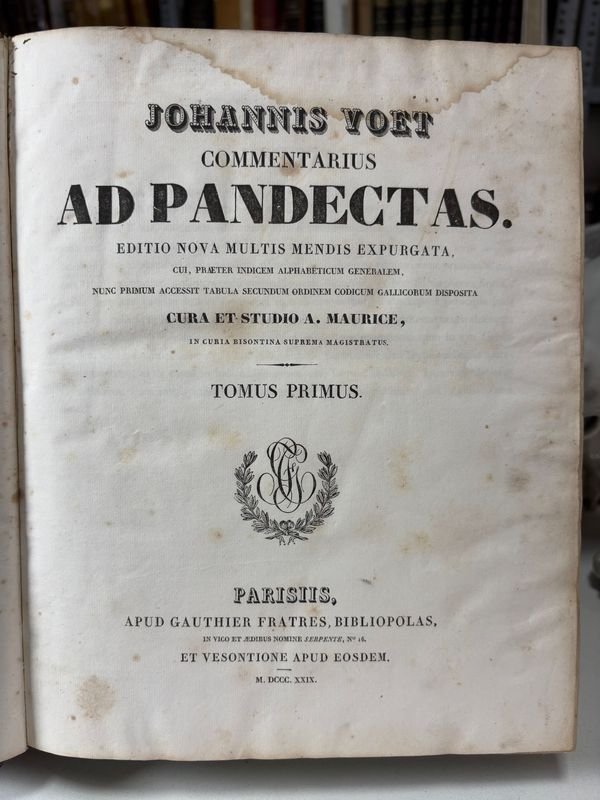 JOHANNIS VOET
COMMENTARIUS
AD PANDECTAS.
EDITIO NOVA MULTIS MENDIS EXPURGATA,
CUI, PRÆTER INDICEM ALPHABETICUM GENERALEM,
NUNC PRIMUM ACCESSIT TABULA SECUNDUM ORDINEM CODICUM GALLICORUM DISPOSITA
CURA ET STUDIO A. MAURICE,
IN CURIA BISONTINA SUPREMA MAGISTRATUS.
TOMUS PRIMUS.
PARISIIS,
APUD GAUTHIER FRATRES, BIBLIOPOLAS,
IN VICO ET ÆDIBUS NOMINE SERPENTE, Nº 16,
ET VESONTIONE APUD EOSDEM.
M. DCCC. XXIX.